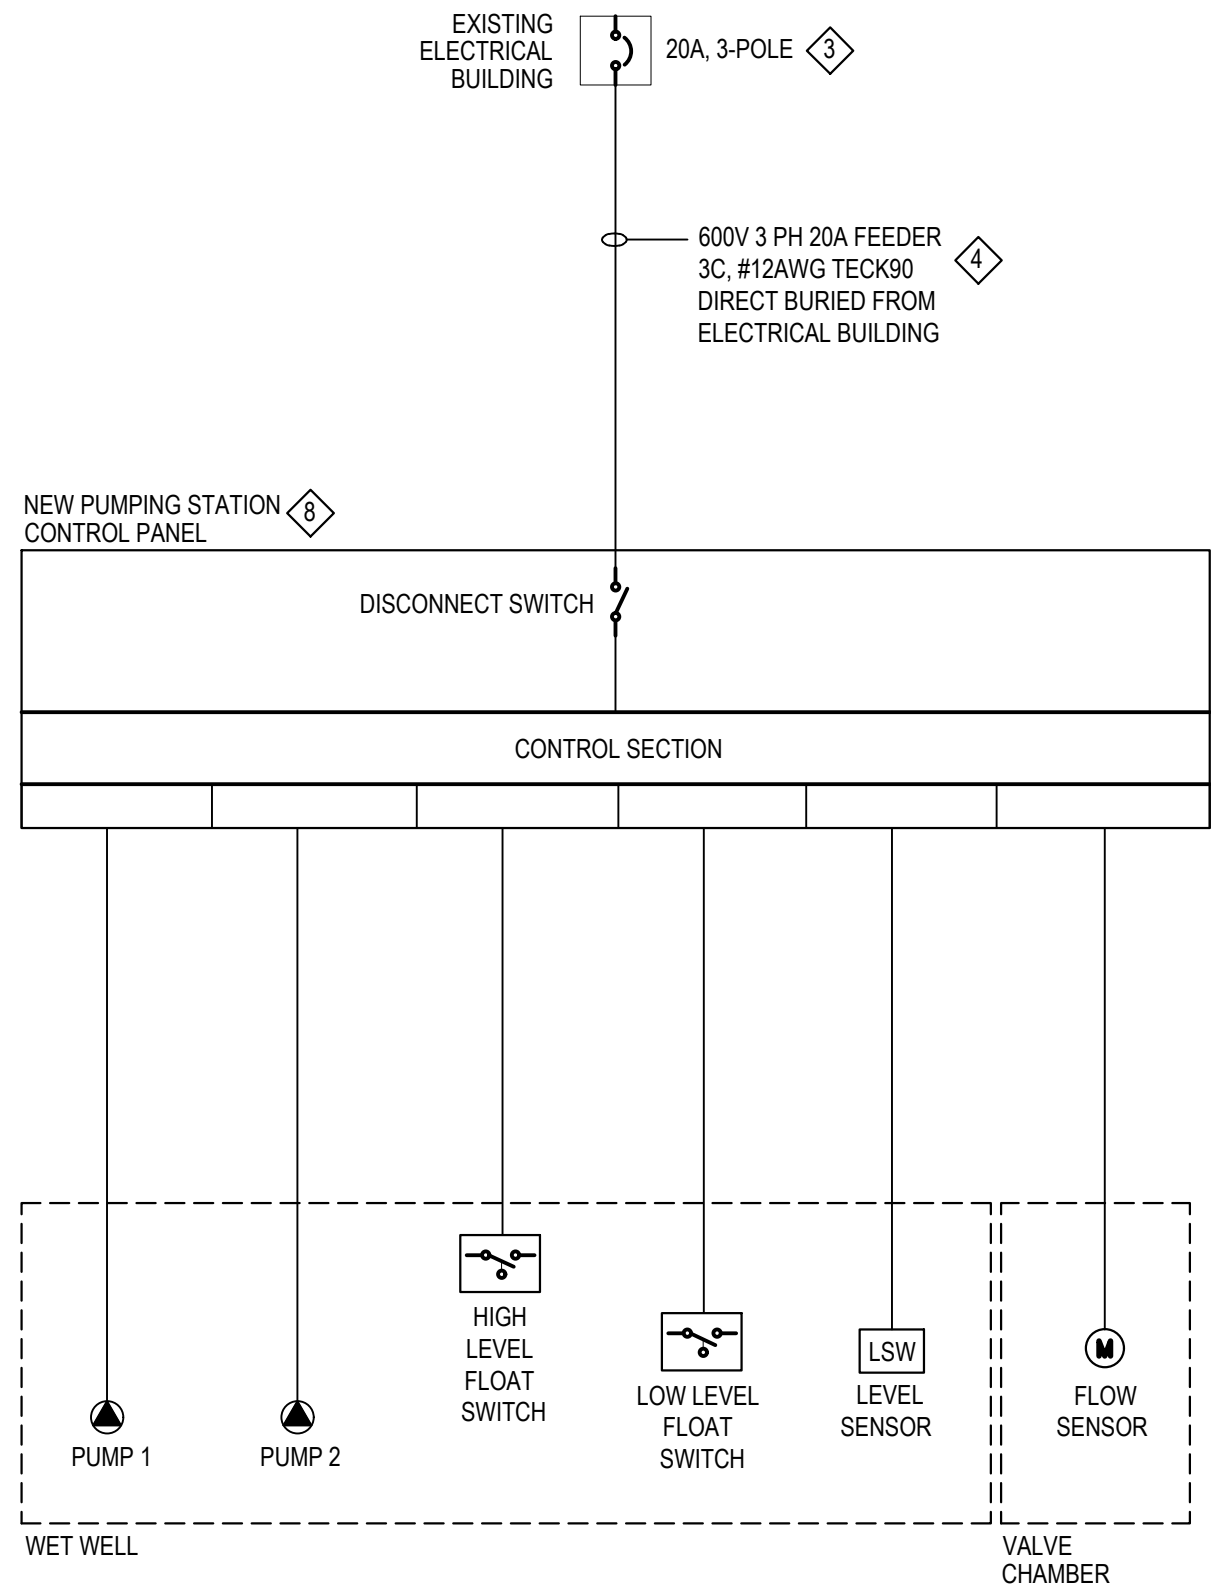 EXISTING
ELECTRICAL
BUILDING
20A, 3-POLE
3
600V 3 PH 20A FEEDER
3C, #12AWG TECK90
DIRECT BURIED FROM
ELECTRICAL BUILDING
4
NEW PUMPING STATION
CONTROL PANEL
8
DISCONNECT SWITCH
CONTROL SECTION
PUMP 1
PUMP 2
HIGH
LEVEL
FLOAT
SWITCH
LOW LEVEL
FLOAT
SWITCH
LSW
LEVEL
SENSOR
M
FLOW
SENSOR
WET WELL
VALVE
CHAMBER